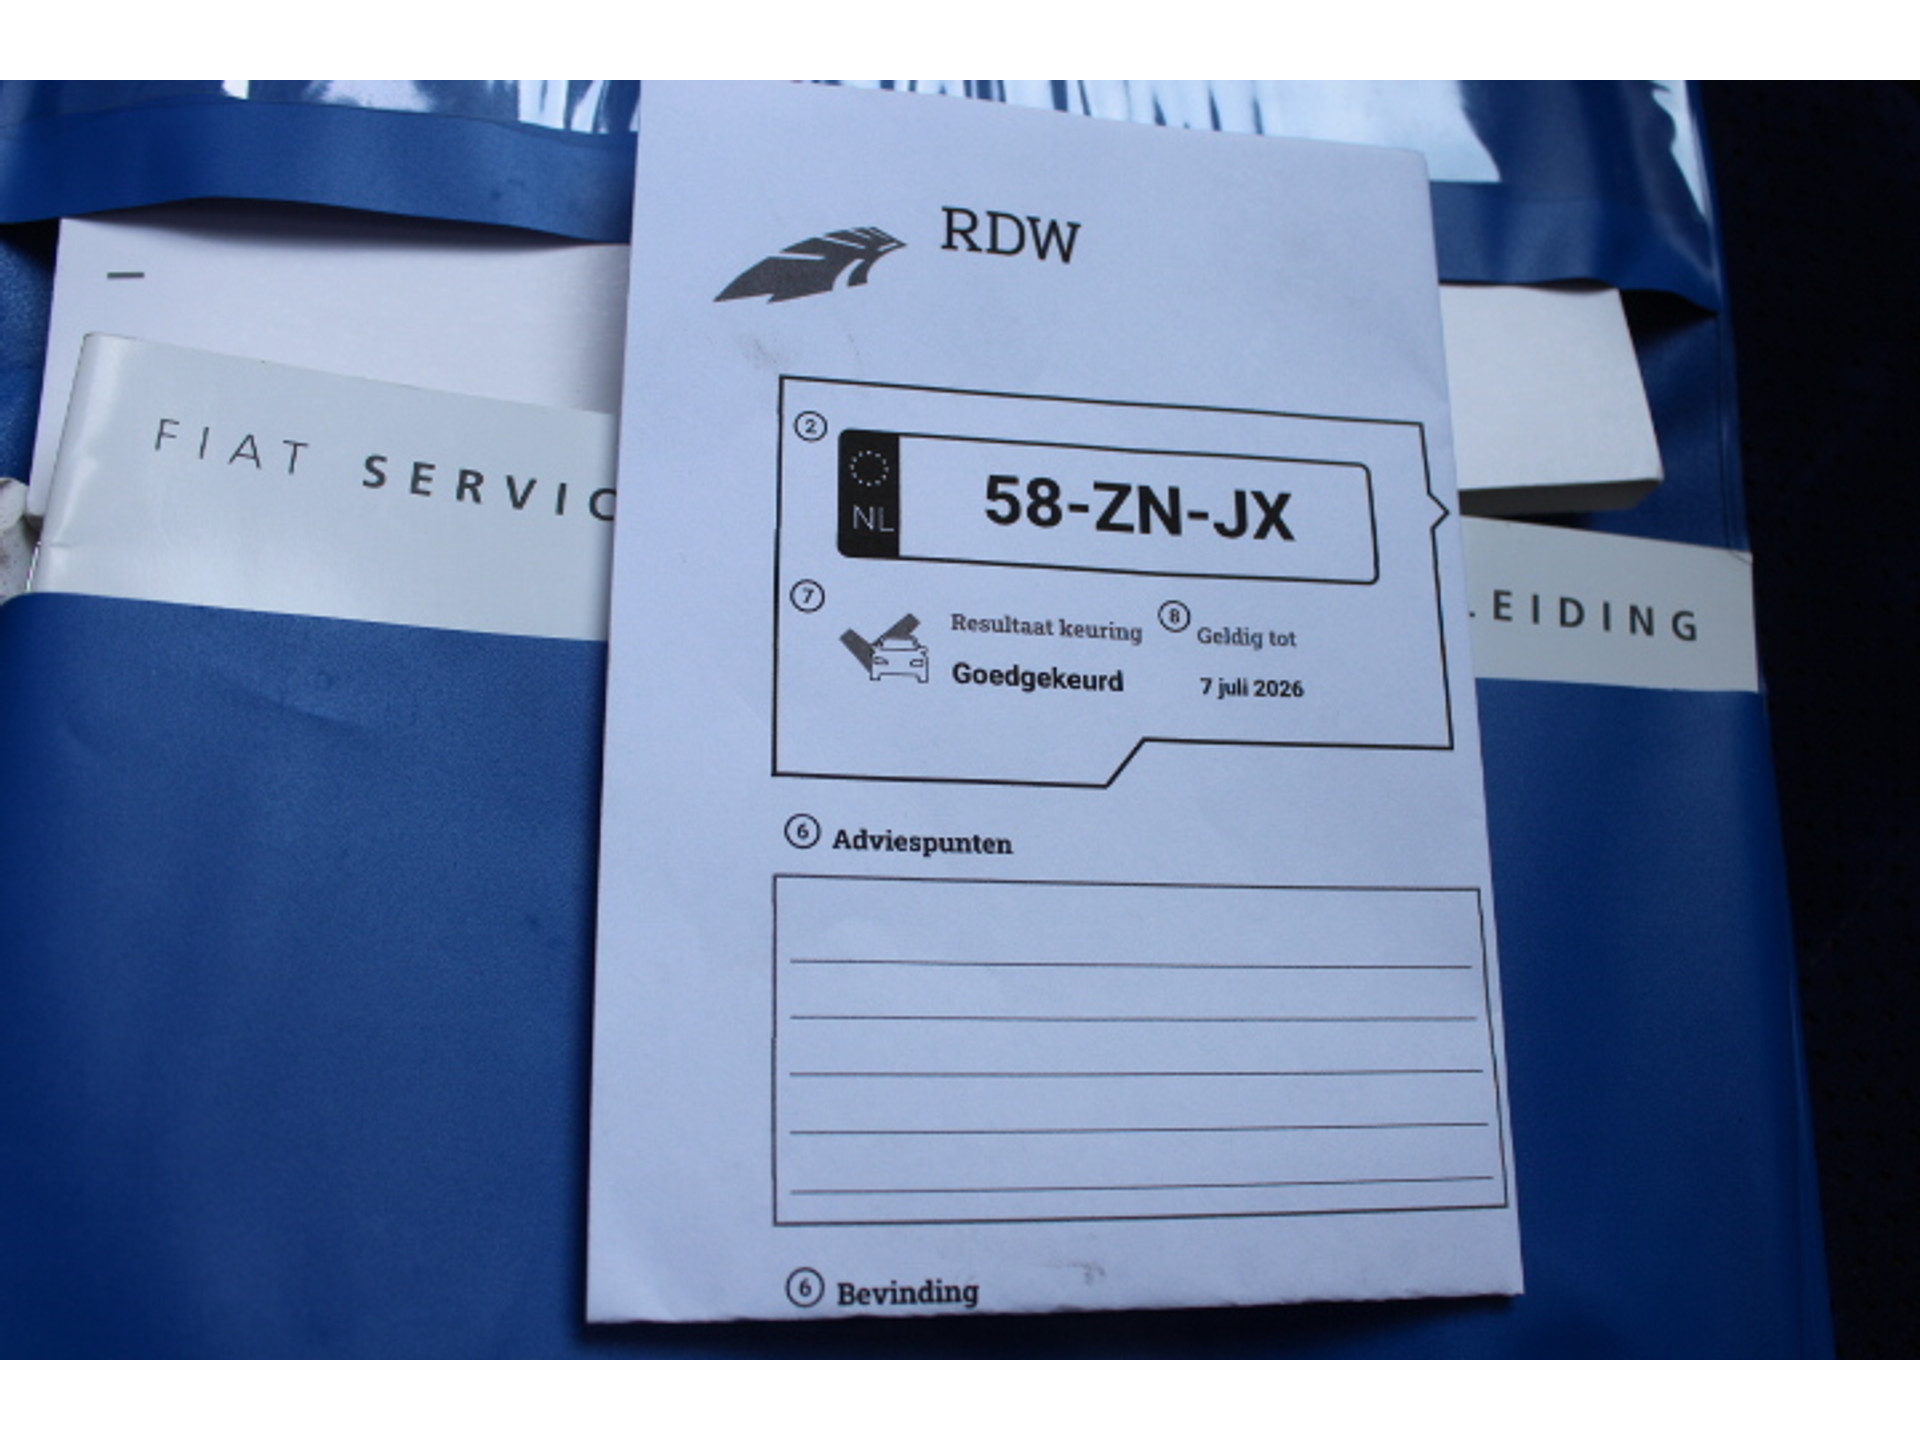 RDW
FIAT SERVIC
LEIDING
2
NL
58-ZN-JX
7
Resultaat keuring
8
Geldig tot
Goedgekeurd
7 juli 2026
6 Adviespunten
6 Bevinding